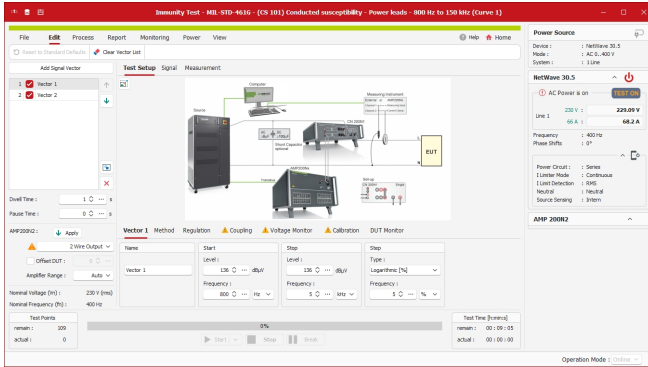 Immunity Test - MIL-STD-461G - (CS 101) Conducted susceptibility - Power leads - 800 Hz to 150 kHz (Curve 1)
File Edit Process Report Monitoring Power View
Help Home
Revert to Standard Defaults Clear Vector List
Add Signal Vector
Test Setup Signal Measurement
1 Vector 1
2 Vector 2
Computer
Measuring Instrument
Source
CN 200N1
Shunt Capacitor
optional
L
EUT
N
AMP200Nx
Set-up
CN 200N1
Single
Dwell Time : 1 ... s
Pause Time : 0 ... s
AMP200N2 : Apply
2 Wire Output
Offset DUT : 0 ...
Amplifier Range : Auto
Nominal Voltage (Vn) : 230 V (rms)
Nominal Frequency (fn) : 400 Hz
Vector 1 Method Regulation Coupling Voltage Monitor Calibration DUT Monitor
Name
Vector 1
Start
Level :
136 ... dBµV
Frequency :
800 ... Hz
Stop
Level :
136 ... dBµV
Frequency :
5 ... kHz
Step
Type :
Logarithmic [%]
Frequency :
5 ... %
Test Points
remain : 109
actual : 0
0%
Start Stop Break
Test Time [h:mm:s]
remain : 00 : 09 : 05
actual : 00 : 00 : 00
Power Source
Device : : NetWave 30.5
Mode : : AC 0..400 V
System : : 1 Line
NetWave 30.5
AC Power is on TEST ON
Line 1
230 V : 229.09 V
66 A : 68.2 A
Frequency : 400 Hz
Phase Shifts : 0°
Power Circuit : : Series
I Limiter Mode : Continuous
I Limit Detection : RMS
Neutral : Neutral
Source Sensing : Intern
AMP 200N2
Operation Mode : Online